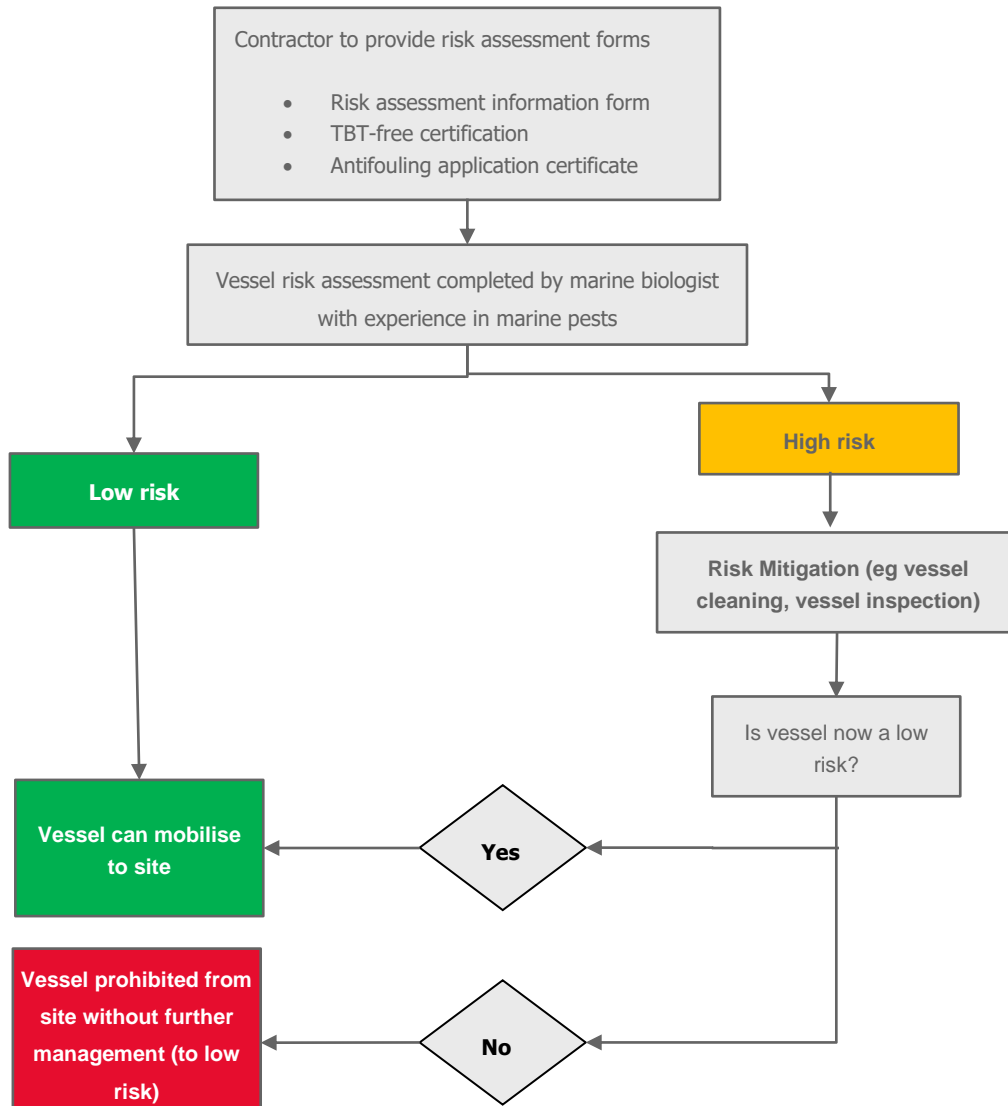 Contractor to provide risk assessment forms
• Risk assessment information form
• TBT-free certification
• Antifouling application certificate
Vessel risk assessment completed by marine biologist
with experience in marine pests
High risk
Low risk
Risk Mitigation (eg vessel
cleaning, vessel inspection)
Is vessel now a low
risk?
Vessel can mobilise
to site
Yes
Vessel prohibited from
site without further
management (to low
risk)
No